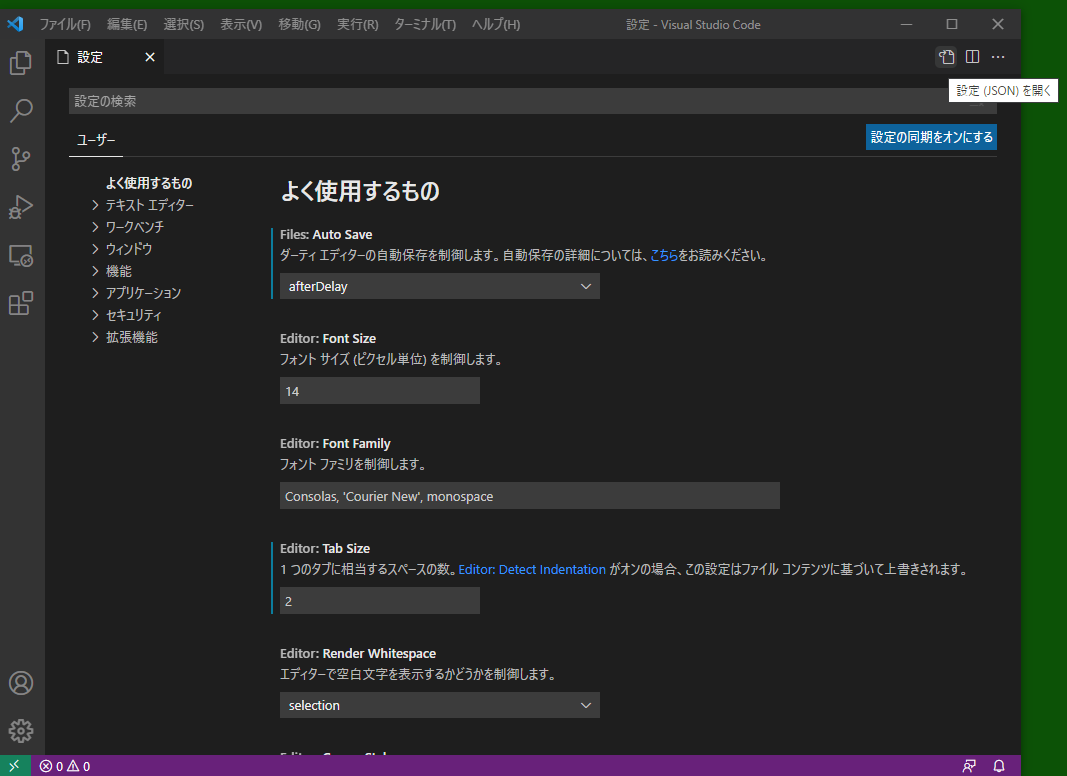 ファイル(F) 編集(E) 選択(S) 表示(V) 移動(G) 実行(R) ターミナル(T) ヘルプ(H) 設定 - Visual Studio Code
設定
設定 (JSON) を開く
設定の検索
ユーザー
設定の同期をオンにする
よく使用するもの
テキスト エディター
ワークベンチ
ウィンドウ
機能
アプリケーション
セキュリティ
拡張機能
よく使用するもの
Files: Auto Save
ダーティ エディターの自動保存を制御します。自動保存の詳細については、こちらをお読みください。
afterDelay
Editor: Font Size
フォント サイズ (ピクセル単位) を制御します。
14
Editor: Font Family
フォント ファミリを制御します。
Consolas, 'Courier New', monospace
Editor: Tab Size
1 つのタブに相当するスペースの数。Editor: Detect Indentation がオンの場合、この設定はファイル コンテンツに基づいて上書きされます。
2
Editor: Render Whitespace
エディターで空白文字を表示するかどうかを制御します。
selection
0 0